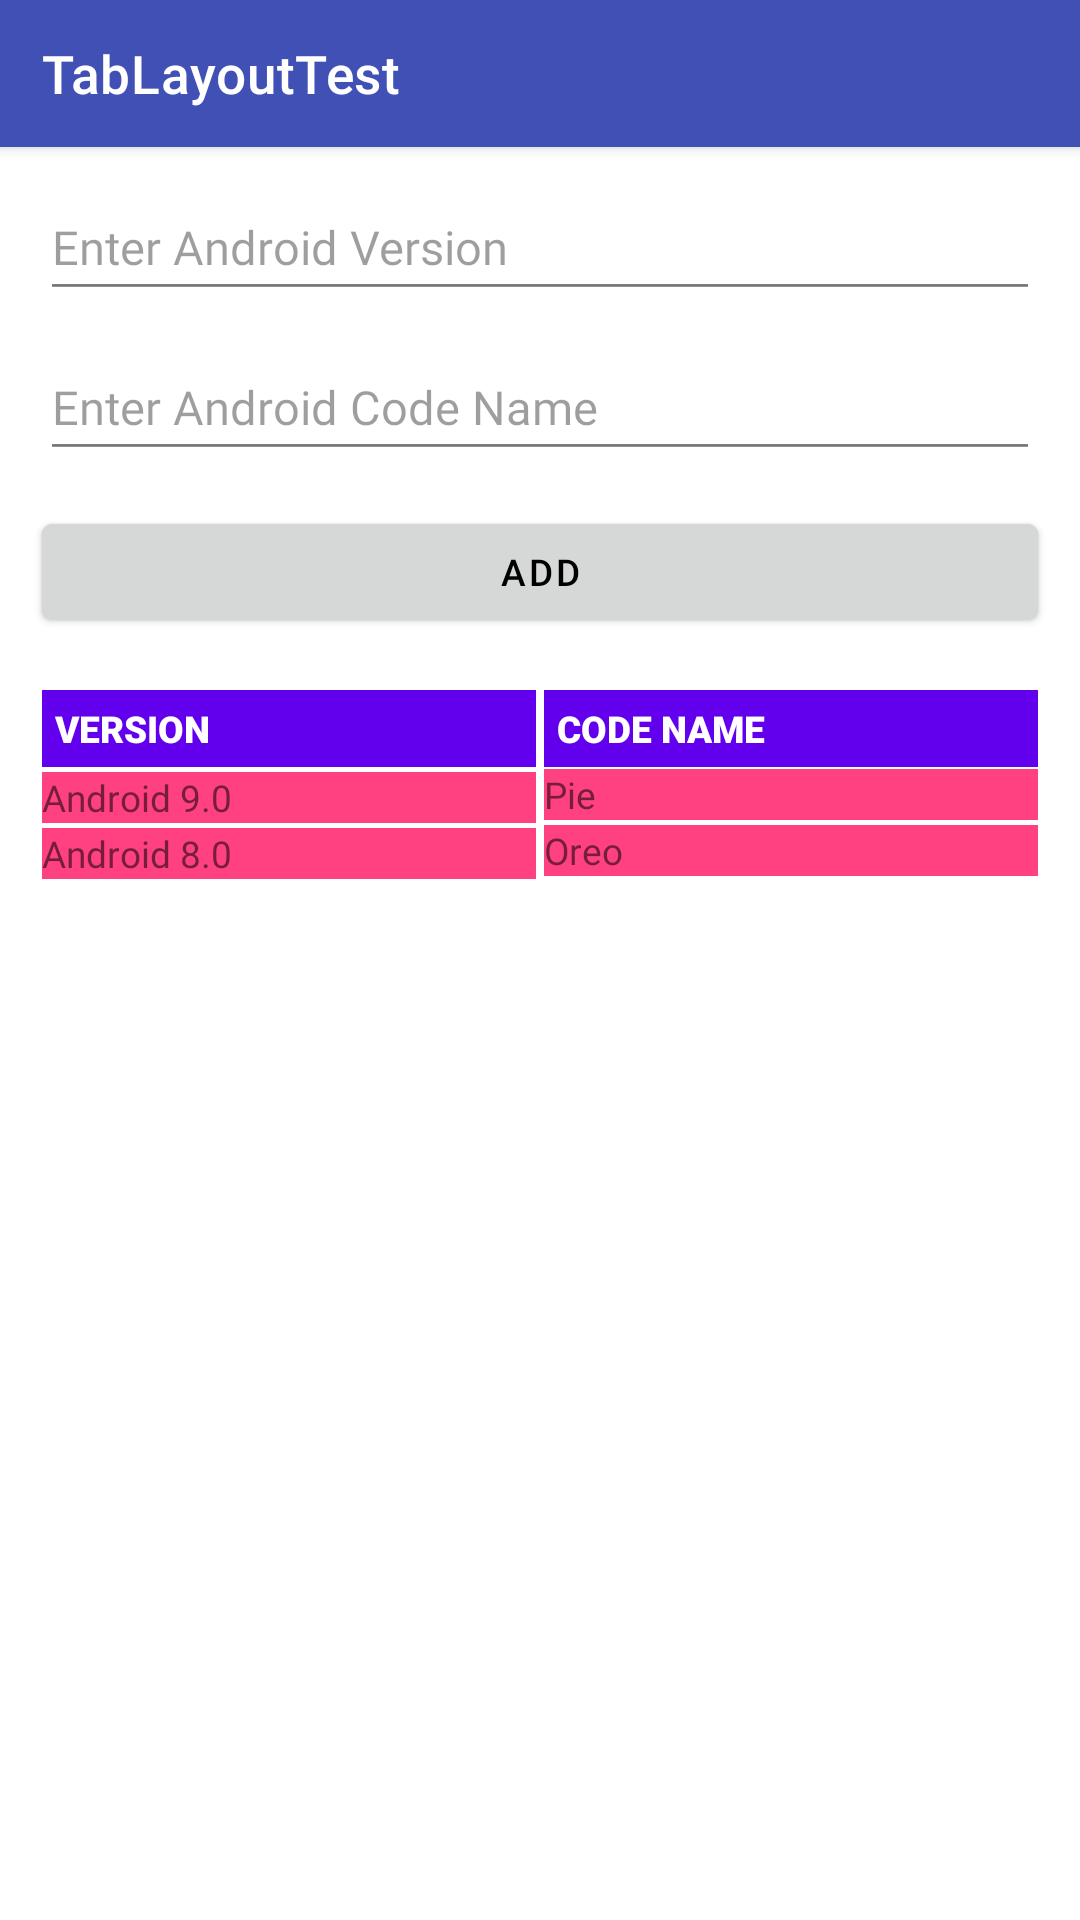 TabLayoutTest
Enter Android Version
Enter Android Code Name
ADD
VERSION CODE NAME
Android 9.0 Pie
Android 8.0 Oreo